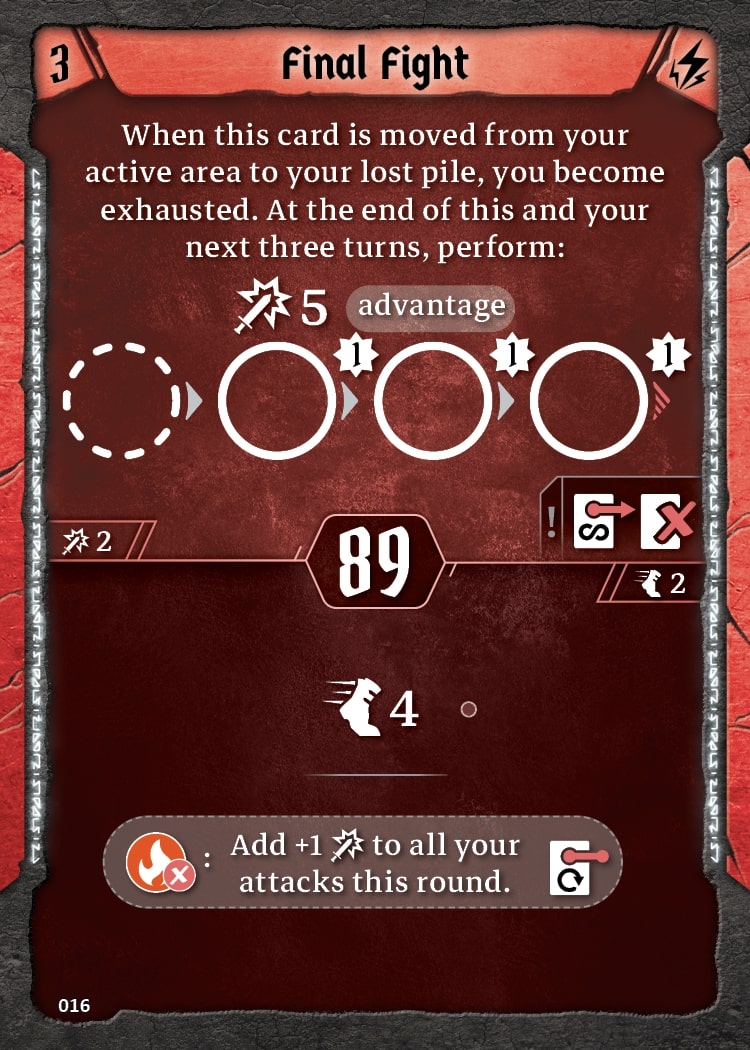 3
Final Fight
When this card is moved from your
active area to your lost pile, you become
exhausted. At the end of this and your
next three turns, perform:
5 advantage
1 1 1
!
2
89
2
4
: Add +1 to all your
attacks this round.
016